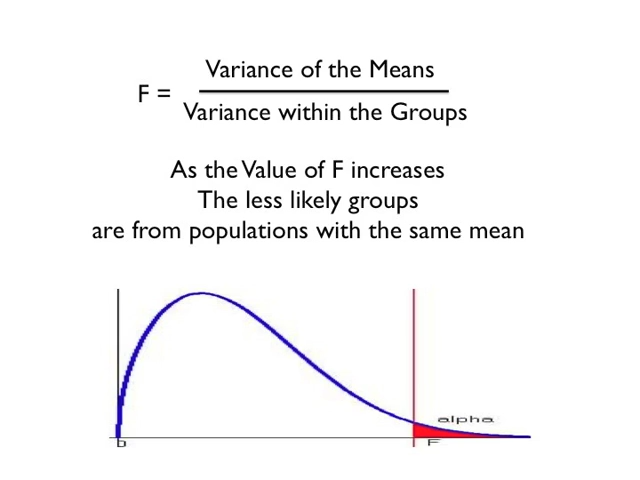 Variance of the Means
F =
Variance within the Groups
As the Value of F increases
The less likely groups
are from populations with the same mean
alpha
F